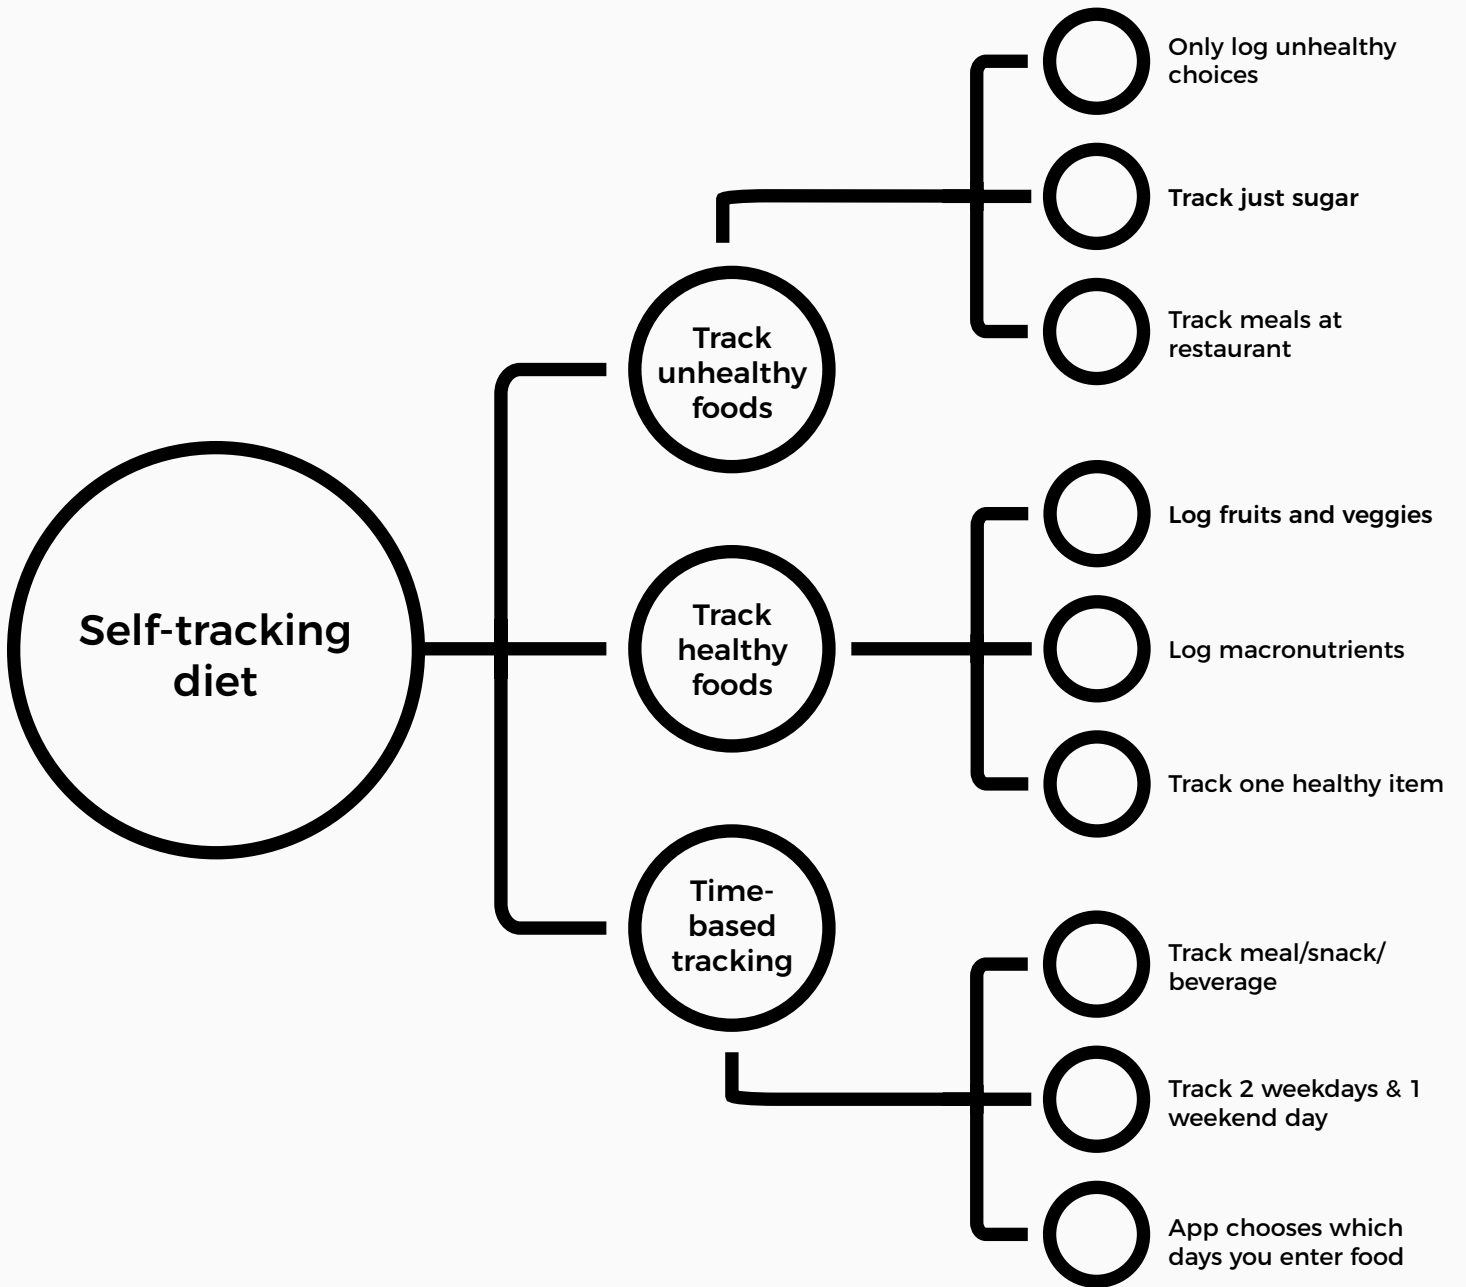 Self-tracking
diet
Track
unhealthy
foods
Only log unhealthy
choices
Track just sugar
Track meals at
restaurant
Track
healthy
foods
Log fruits and veggies
Log macronutrients
Track one healthy item
Time-
based
tracking
Track meal/snack/
beverage
Track 2 weekdays & 1
weekend day
App chooses which
days you enter food